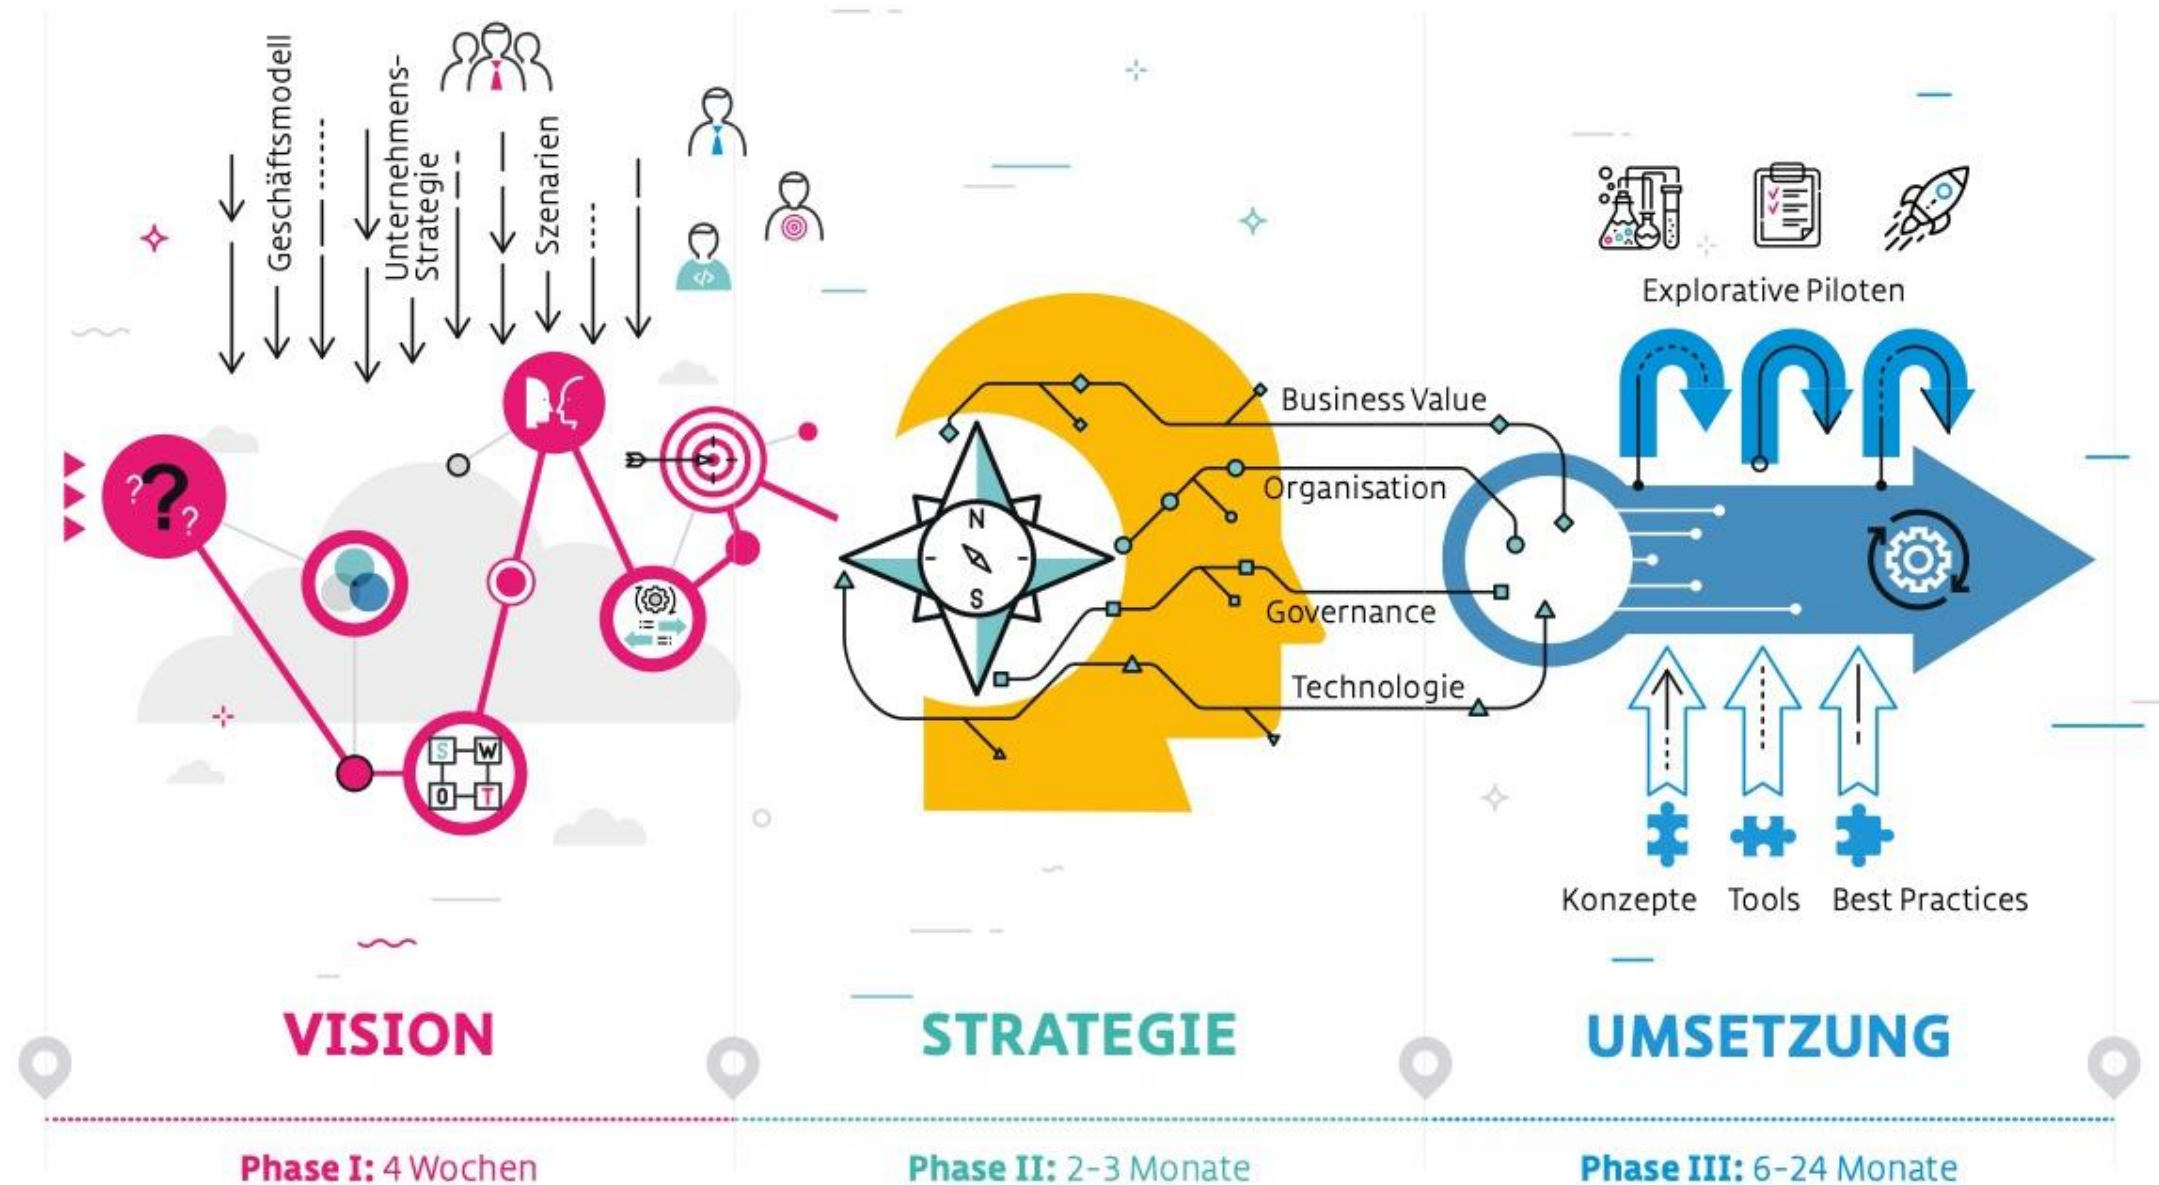 Geschäftsmodell
Unternehmens-
Strategie
Szenarien
? ? ?
S W
O T
</>
N
S
Business Value
Organisation
Governance
Technologie
Explorative Piloten
Konzepte Tools Best Practices
VISION
STRATEGIE
UMSETZUNG
Phase I: 4 Wochen
Phase II: 2-3 Monate
Phase III: 6-24 Monate